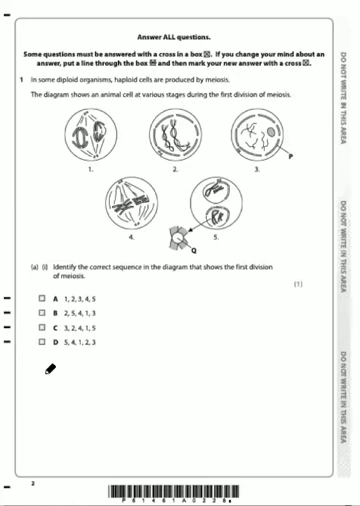 Answer ALL questions.
Some questions must be answered with a cross in a box ☒. If you change your mind about an
answer, put a line through the box and then mark your new answer with a cross ☒.
1 In some diploid organisms, haploid cells are produced by meiosis.
The diagram shows an animal cell at various stages during the first division of meiosis.
1.
2.
3.
P
4.
5.
Q
(a) (i) Identify the correct sequence in the diagram that shows the first division
of meiosis.
(1)
A 1, 2, 3, 4, 5
B 2, 5, 4, 1, 3
C 3, 2, 4, 1, 5
D 5, 4, 1, 2, 3
2
P61461A0228
DO NOT WRITE IN THIS AREA
DO NOT WRITE IN THIS AREA
DO NOT WRITE IN THIS AREA